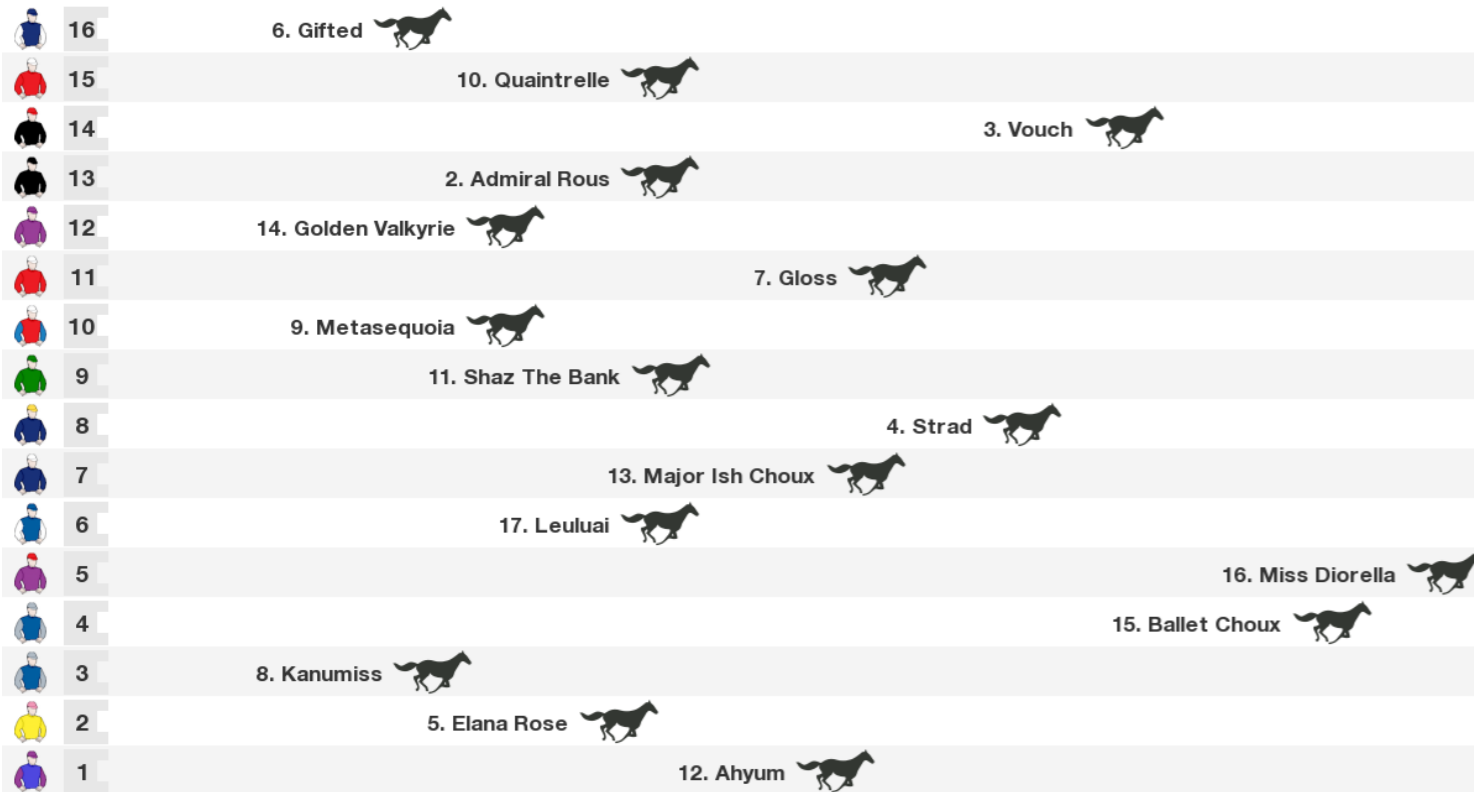 16 6. Gifted
15 10. Quaintrelle
14 3. Vouch
13 2. Admiral Rous
12 14. Golden Valkyrie
11 7. Gloss
10 9. Metasequoia
9 11. Shaz The Bank
8 4. Strad
7 13. Major Ish Choux
6 17. Leuluai
5 16. Miss Diorella
4 15. Ballet Choux
3 8. Kanumiss
2 5. Elana Rose
1 12. Ahyum